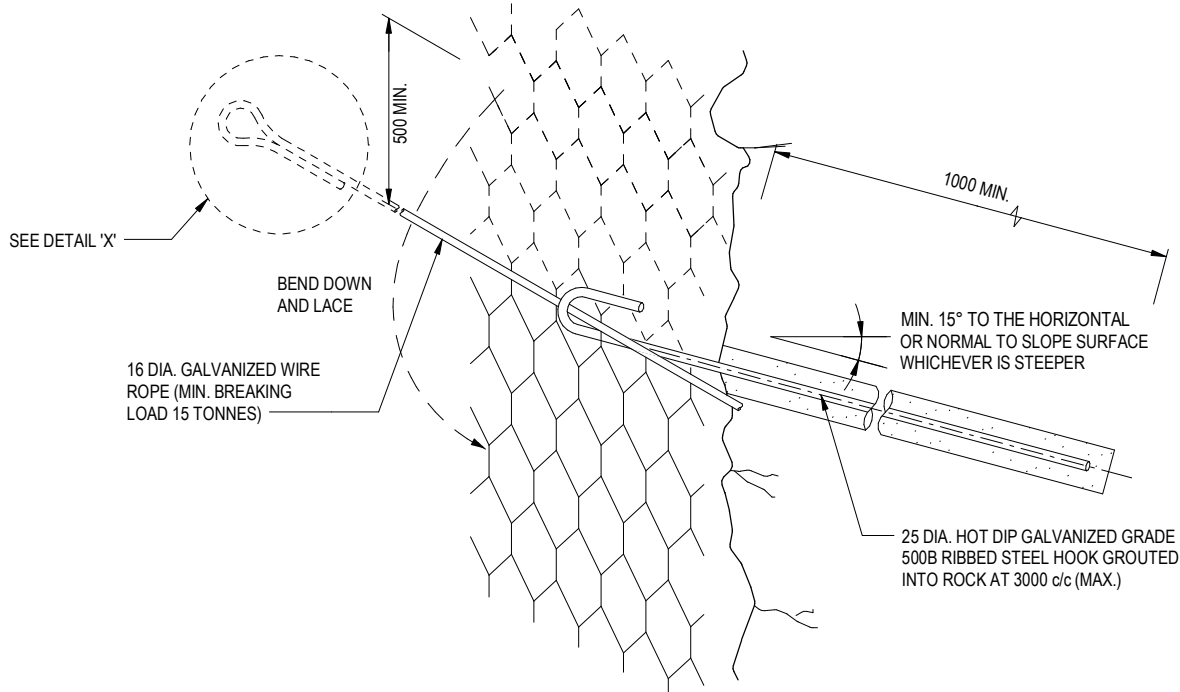 500 MIN.
1000 MIN.
SEE DETAIL 'X'
BEND DOWN
AND LACE
MIN. 15° TO THE HORIZONTAL
OR NORMAL TO SLOPE SURFACE
WHICHEVER IS STEEPER
16 DIA. GALVANIZED WIRE
ROPE (MIN. BREAKING
LOAD 15 TONNES)
25 DIA. HOT DIP GALVANIZED GRADE
500B RIBBED STEEL HOOK GROUTED
INTO ROCK AT 3000 c/c (MAX.)